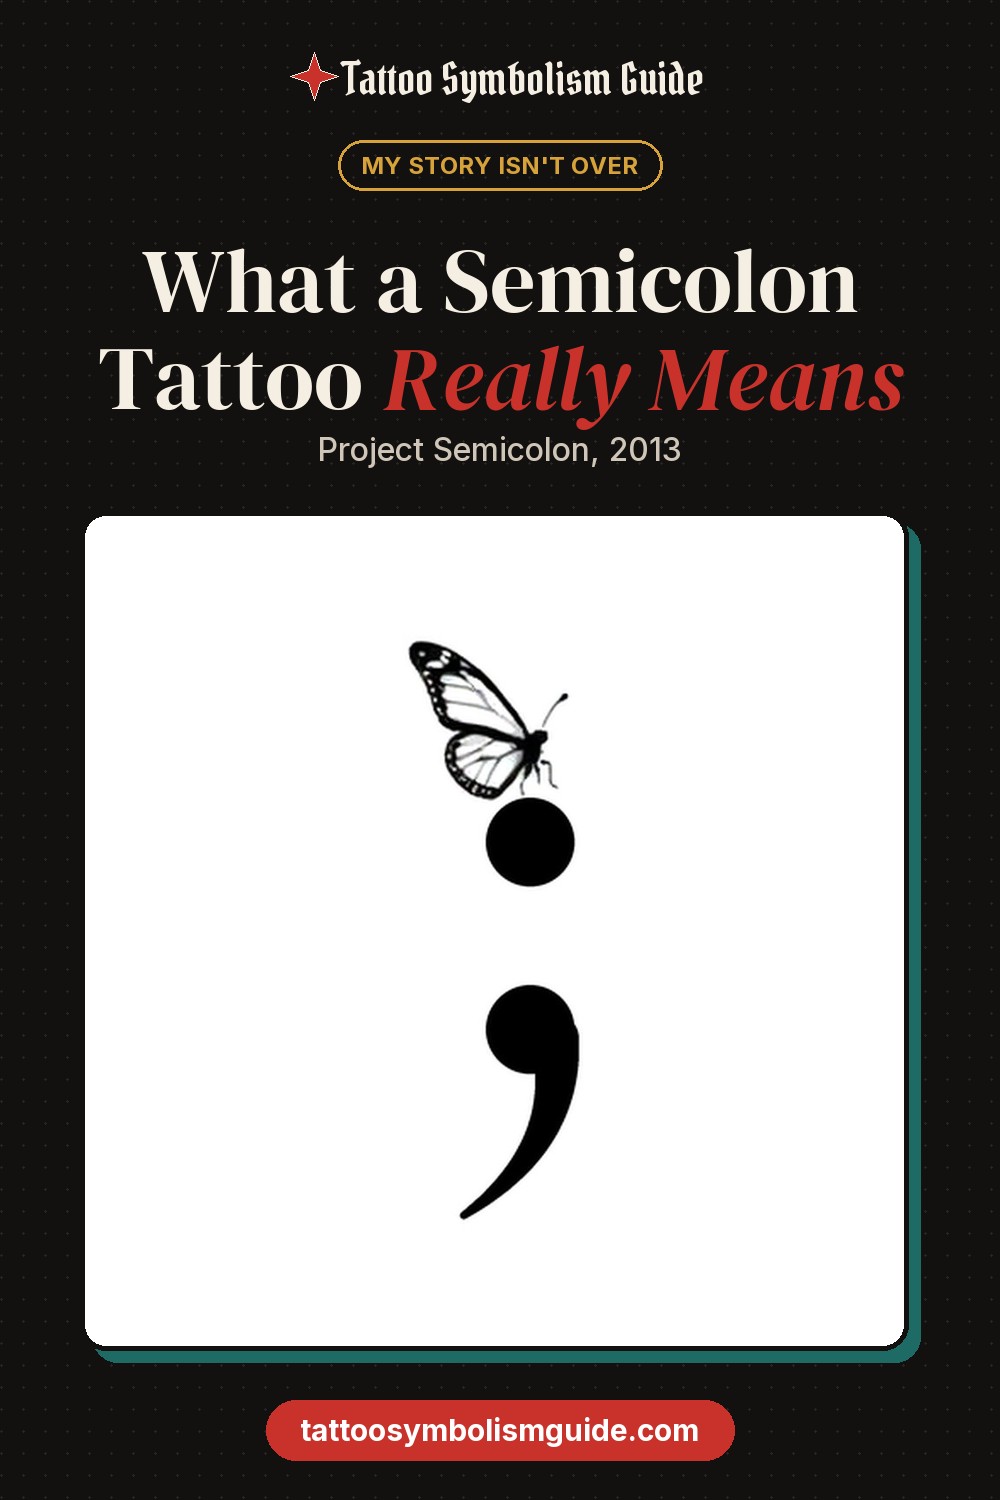 Tattoo Symbolism Guide
MY STORY ISN'T OVER
What a Semicolon
Tattoo Really Means
Project Semicolon, 2013
;
tattoosymbolismguide.com